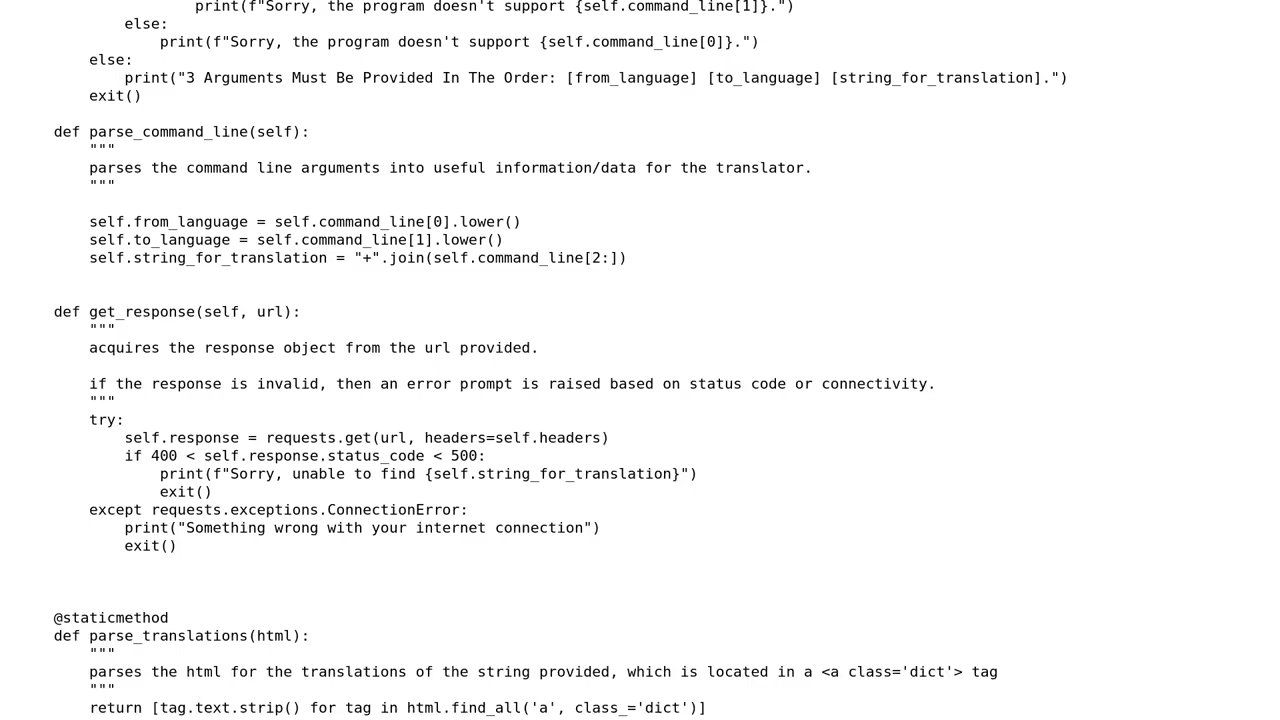 print(f"Sorry, the program doesn't support {self.command_line[1]}.")
        else:
            print(f"Sorry, the program doesn't support {self.command_line[0]}.")
    else:
        print("3 Arguments Must Be Provided In The Order: [from_language] [to_language] [string_for_translation].")
    exit()

def parse_command_line(self):
    """
    parses the command line arguments into useful information/data for the translator.
    """

    self.from_language = self.command_line[0].lower()
    self.to_language = self.command_line[1].lower()
    self.string_for_translation = "+".join(self.command_line[2:])


def get_response(self, url):
    """
    acquires the response object from the url provided.

    if the response is invalid, then an error prompt is raised based on status code or connectivity.
    """
    try:
        self.response = requests.get(url, headers=self.headers)
        if 400 < self.response.status_code < 500:
            print(f"Sorry, unable to find {self.string_for_translation}")
            exit()
    except requests.exceptions.ConnectionError:
        print("Something wrong with your internet connection")
        exit()



@staticmethod
def parse_translations(html):
    """
    parses the html for the translations of the string provided, which is located in a <a class='dict'> tag
    """
    return [tag.text.strip() for tag in html.find_all('a', class_='dict')]